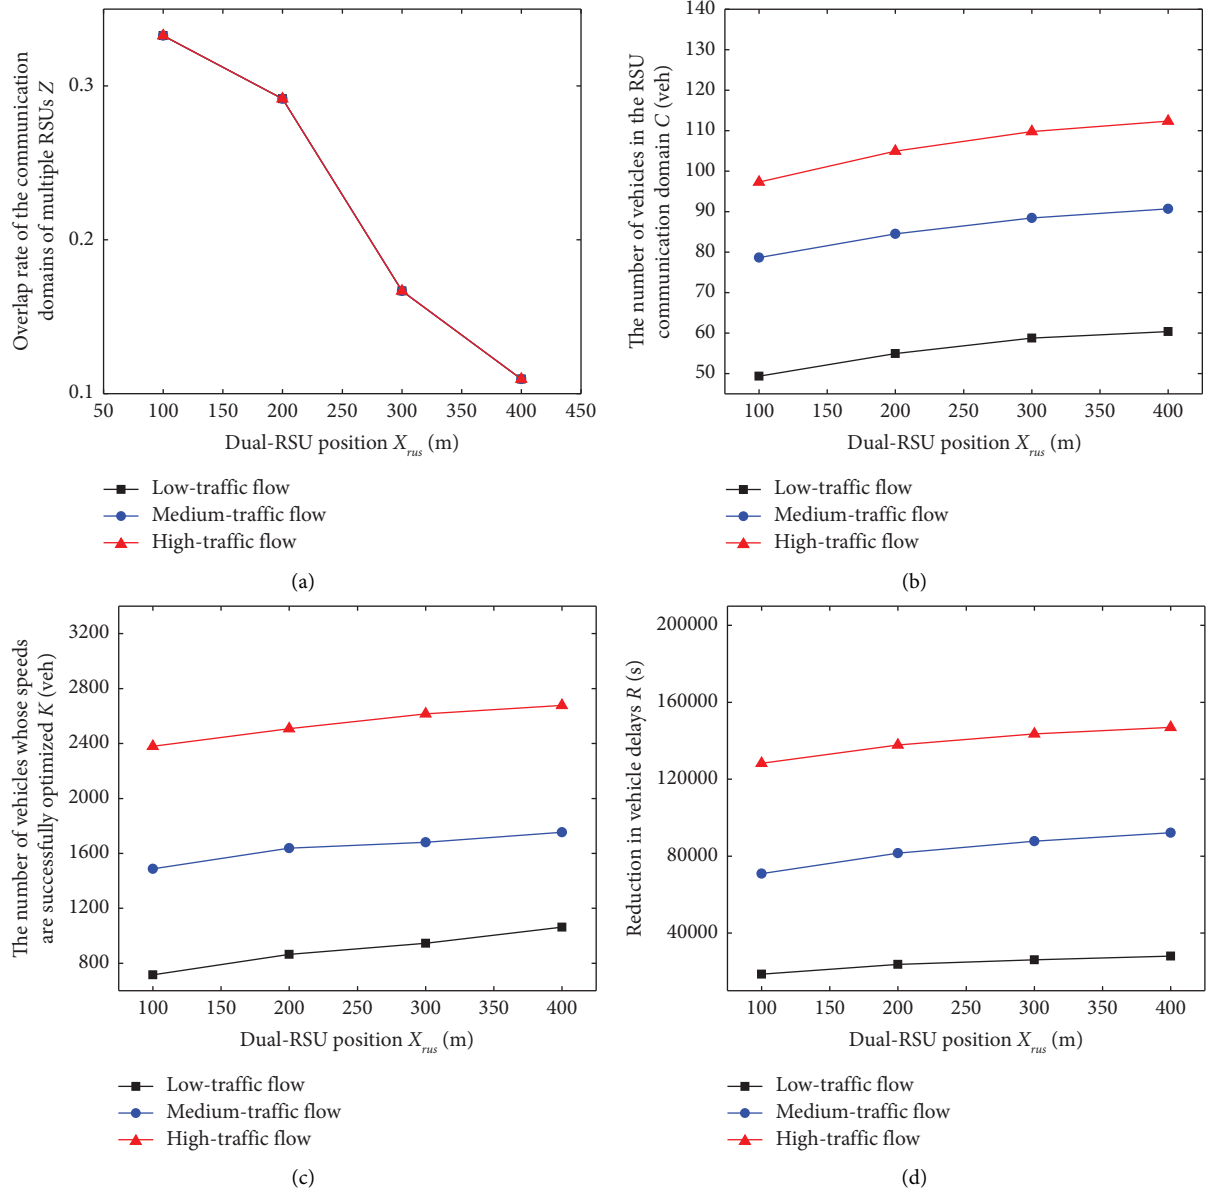 Overlap rate of the communication
domains of multiple RSUs Z
0.3
0.2
0.1
50 100 150 200 250 300 350 400 450
Dual-RSU position X_rus (m)
Low-traffic flow
Medium-traffic flow
High-traffic flow
(a)
The number of vehicles in the RSU
communication domain C (veh)
140
130
120
110
100
90
80
70
60
50
100 150 200 250 300 350 400
Dual-RSU position X_rus (m)
Low-traffic flow
Medium-traffic flow
High-traffic flow
(b)
The number of vehicles whose speeds
are successfully optimized K (veh)
3200
2800
2400
2000
1600
1200
800
100 150 200 250 300 350 400
Dual-RSU position X_rus (m)
Low-traffic flow
Medium-traffic flow
High-traffic flow
(c)
Reduction in vehicle delays R (s)
200000
160000
120000
80000
40000
100 150 200 250 300 350 400
Dual-RSU position X_rus (m)
Low-traffic flow
Medium-traffic flow
High-traffic flow
(d)